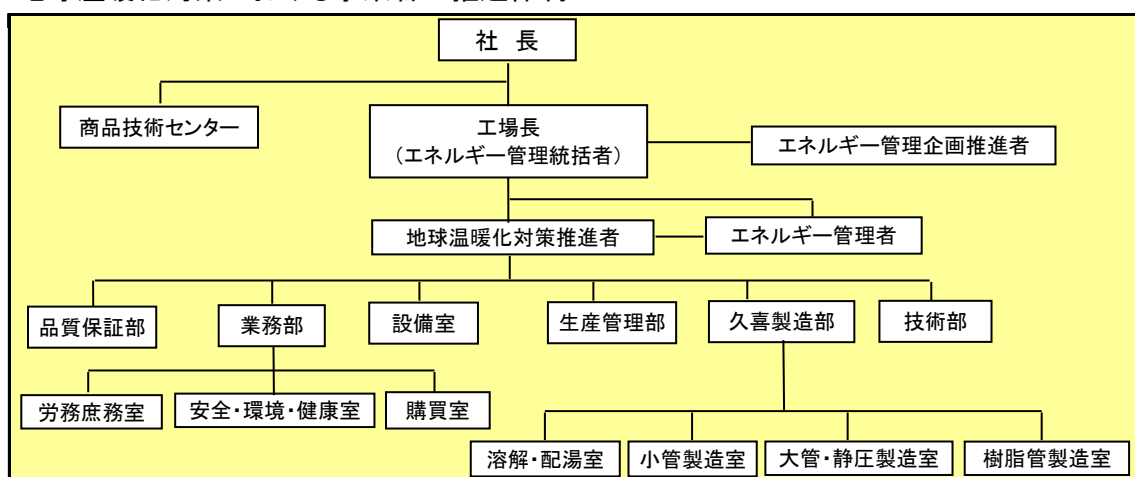 社 長
商品技術センター
工場長
（エネルギー管理統括者）
エネルギー管理企画推進者
地球温暖化対策推進者
エネルギー管理者
品質保証部
業務部
設備室
生産管理部
久喜製造部
技術部
労務庶務室
安全・環境・健康室
購買室
溶解・配湯室
小管製造室
大管・静圧製造室
樹脂管製造室